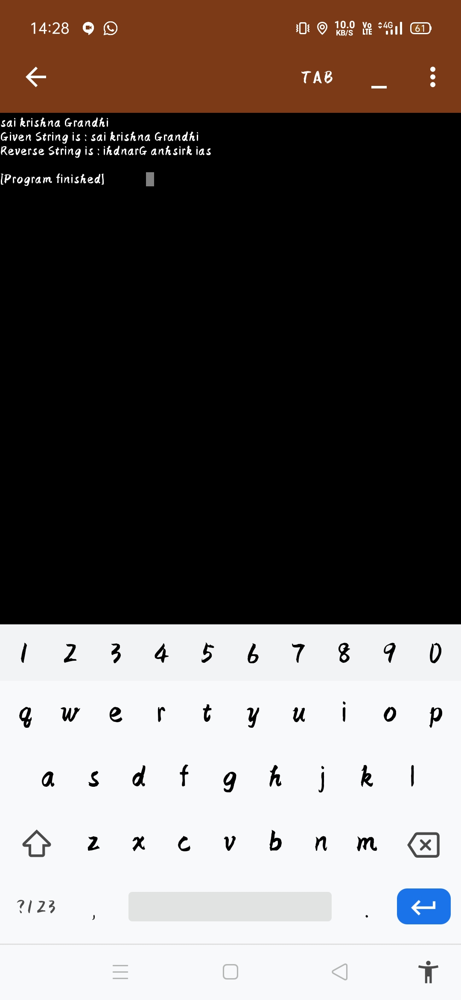 14:28 10.0 KB/S Vo LTE 4G 61
TAB _
sai krishna Grandhi
Given String is : sai krishna Grandhi
Reverse String is : ihdnarG anhsirk ias
[Program finished]
1 2 3 4 5 6 7 8 9 0
q w e r t y u i o p
a s d f g h j k l
z x c v b n m
?123 , .